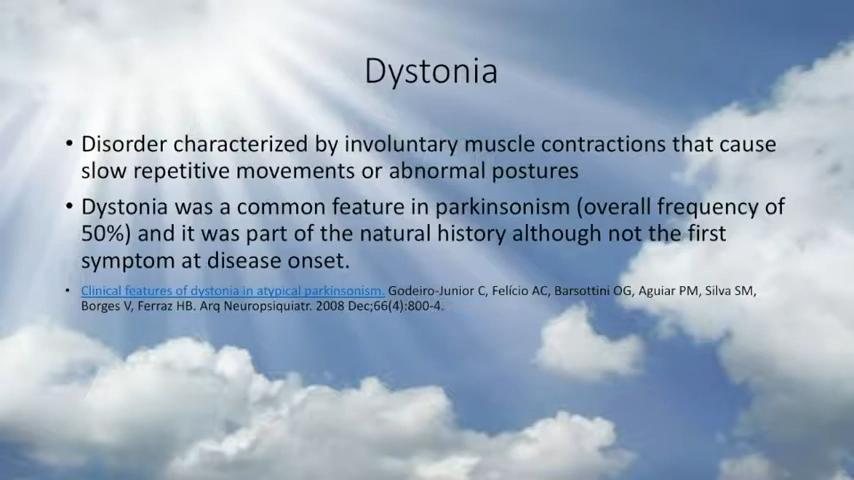 Dystonia
• Disorder characterized by involuntary muscle contractions that cause
slow repetitive movements or abnormal postures
• Dystonia was a common feature in parkinsonism (overall frequency of
50%) and it was part of the natural history although not the first
symptom at disease onset.
• Clinical features of dystonia in atypical parkinsonism. Godeiro-Junior C, Felício AC, Barsottini OG, Aguiar PM, Silva SM,
Borges V, Ferraz HB. Arq Neuropsiquiatr. 2008 Dec;66(4):800-4.